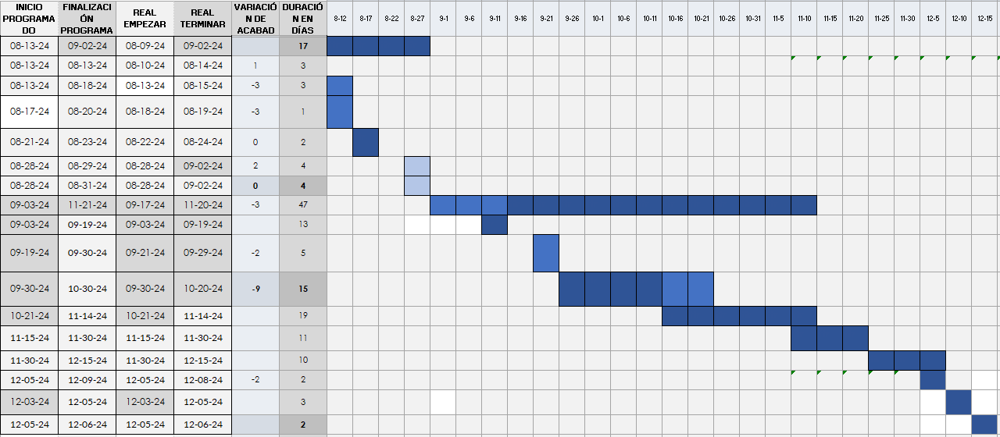 INICIO PROGRAMADO FINALIZACIÓN PROGRAMA REAL EMPEZAR REAL TERMINAR VARIACIÓN DE ACABAD DURACIÓN EN DÍAS 8-12 8-17 8-22 8-27 9-1 9-6 9-11 9-16 9-21 9-26 10-1 10-6 10-11 10-16 10-21 10-26 10-31 11-5 11-10 11-15 11-20 11-25 11-30 12-5 12-10 12-15
08-13-24 09-02-24 08-09-24 09-02-24 17
08-13-24 08-13-24 08-10-24 08-14-24 1 3
08-13-24 08-18-24 08-13-24 08-15-24 -3 3
08-17-24 08-20-24 08-18-24 08-19-24 -3 1
08-21-24 08-23-24 08-22-24 08-24-24 0 2
08-28-24 08-29-24 08-28-24 09-02-24 2 4
08-28-24 08-31-24 08-28-24 09-02-24 0 4
09-03-24 11-21-24 09-17-24 11-20-24 -3 47
09-03-24 09-19-24 09-03-24 09-19-24 13
09-19-24 09-30-24 09-21-24 09-29-24 -2 5
09-30-24 10-30-24 09-30-24 10-20-24 -9 15
10-21-24 11-14-24 10-21-24 11-14-24 19
11-15-24 11-30-24 11-15-24 11-30-24 11
11-30-24 12-15-24 11-30-24 12-15-24 10
12-05-24 12-09-24 12-05-24 12-08-24 -2 2
12-03-24 12-05-24 12-03-24 12-05-24 3
12-05-24 12-06-24 12-05-24 12-06-24 2